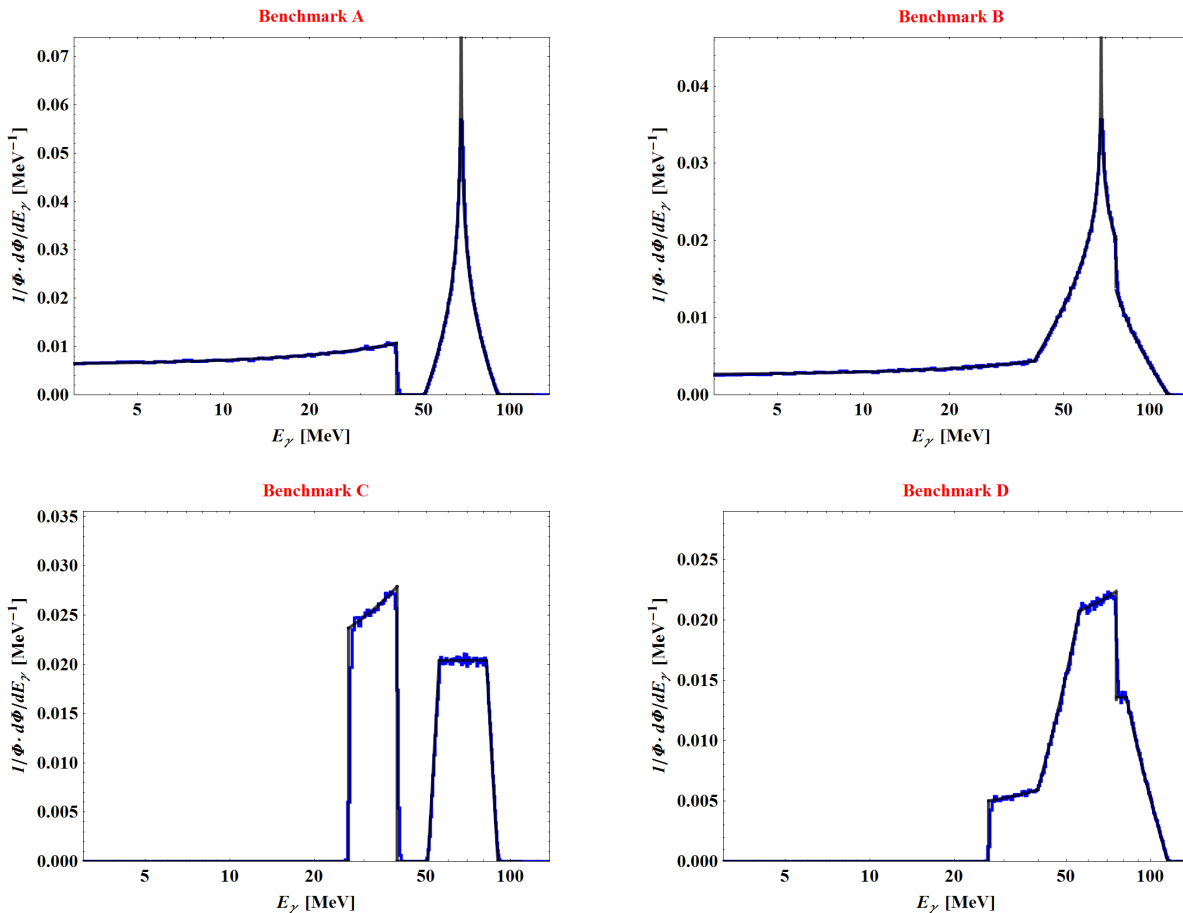 Benchmark A
1/Φ· dΦ/dEγ [MeV⁻¹]
0.07
0.06
0.05
0.04
0.03
0.02
0.01
0.00
5 10 20 50 100
Eγ [MeV]
Benchmark B
1/Φ· dΦ/dEγ [MeV⁻¹]
0.04
0.03
0.02
0.01
0.00
5 10 20 50 100
Eγ [MeV]
Benchmark C
1/Φ· dΦ/dEγ [MeV⁻¹]
0.035
0.030
0.025
0.020
0.015
0.010
0.005
0.000
5 10 20 50 100
Eγ [MeV]
Benchmark D
1/Φ· dΦ/dEγ [MeV⁻¹]
0.025
0.020
0.015
0.010
0.005
0.000
5 10 20 50 100
Eγ [MeV]